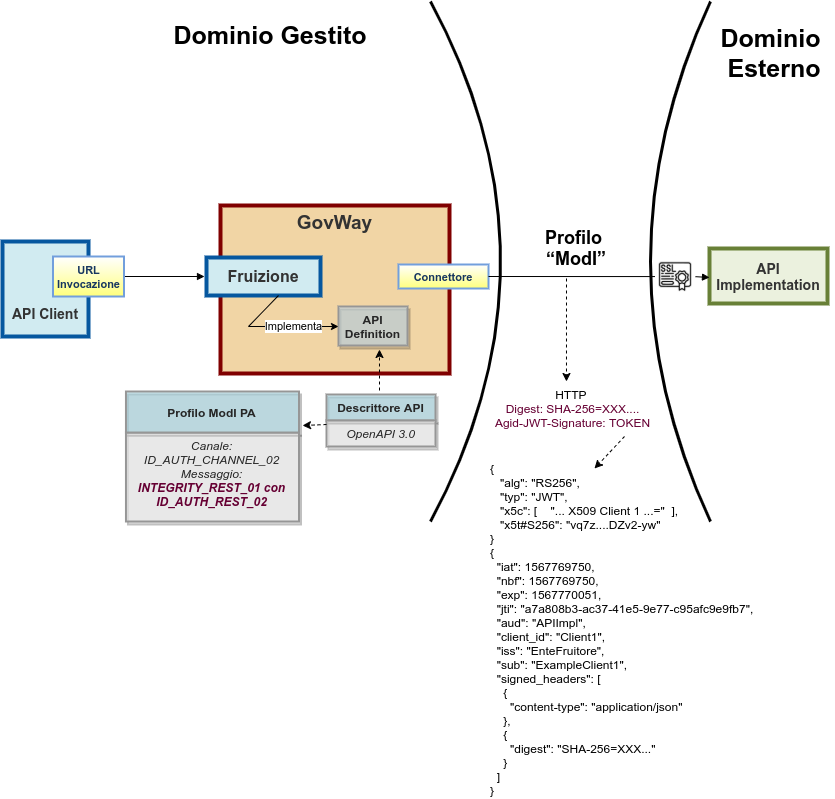 Dominio Gestito
Dominio
Esterno
GovWay
Profilo
“ModI”
URL
Invocazione
API Client
Fruizione
Connettore
SSL
API
Implementation
Implementa
API
Definition
Profilo ModI PA
Canale:
ID_AUTH_CHANNEL_02
Messaggio:
INTEGRITY_REST_01 con
ID_AUTH_REST_02
Descrittore API
OpenAPI 3.0
HTTP
Digest: SHA-256=XXX....
Agid-JWT-Signature: TOKEN
{
"alg": "RS256",
"typ": "JWT",
"x5c": [ "... X509 Client 1 ...=" ],
"x5t#S256": "vq7z....DZv2-yw"
}
{
"iat": 1567769750,
"nbf": 1567769750,
"exp": 1567770051,
"jti": "a7a808b3-ac37-41e5-9e77-c95afc9e9fb7",
"aud": "APIImpl",
"client_id": "Client1",
"iss": "EnteFruitore",
"sub": "ExampleClient1",
"signed_headers": [
{
"content-type": "application/json"
},
{
"digest": "SHA-256=XXX..."
}
]
}